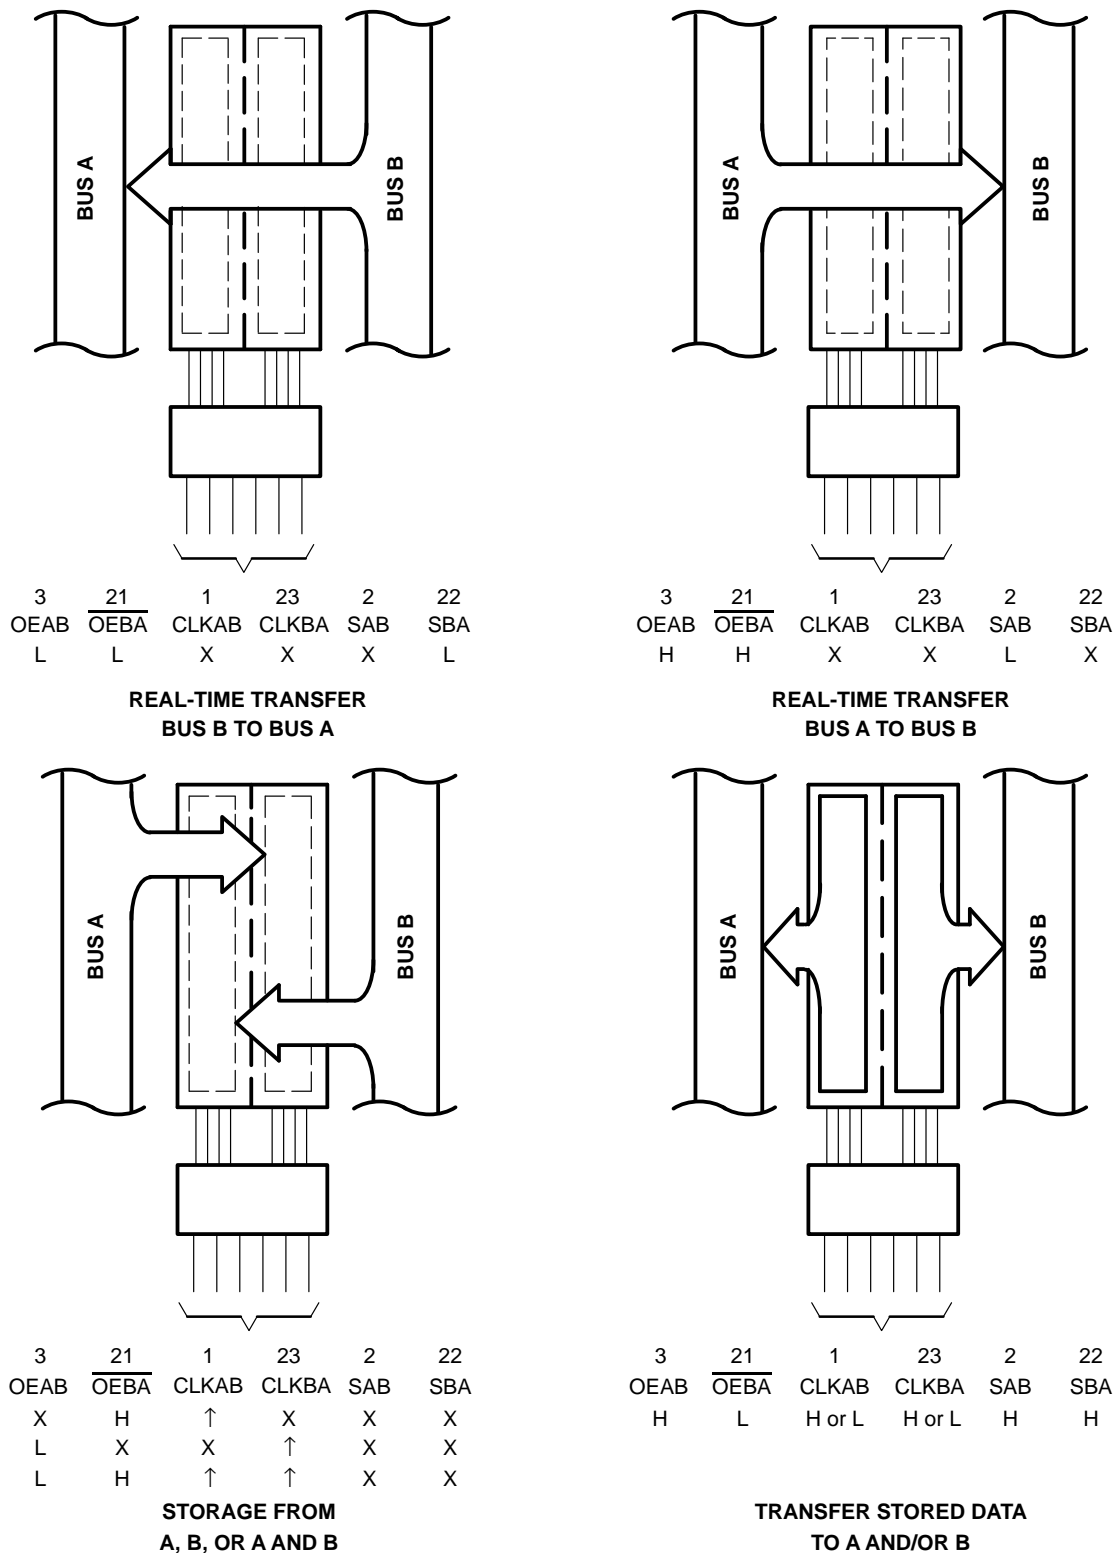 BUS A
BUS B
3 21 1 23 2 22
OEAB OEBA CLKAB CLKBA SAB SBA
L L X X X L
REAL-TIME TRANSFER
BUS B TO BUS A
BUS A
BUS B
3 21 1 23 2 22
OEAB OEBA CLKAB CLKBA SAB SBA
H H X X L X
REAL-TIME TRANSFER
BUS A TO BUS B
BUS A
BUS B
3 21 1 23 2 22
OEAB OEBA CLKAB CLKBA SAB SBA
X H ↑ X X X
L X X ↑ X X
L H ↑ ↑ X X
STORAGE FROM
A, B, OR A AND B
BUS A
BUS B
3 21 1 23 2 22
OEAB OEBA CLKAB CLKBA SAB SBA
H L H or L H or L H H
TRANSFER STORED DATA
TO A AND/OR B